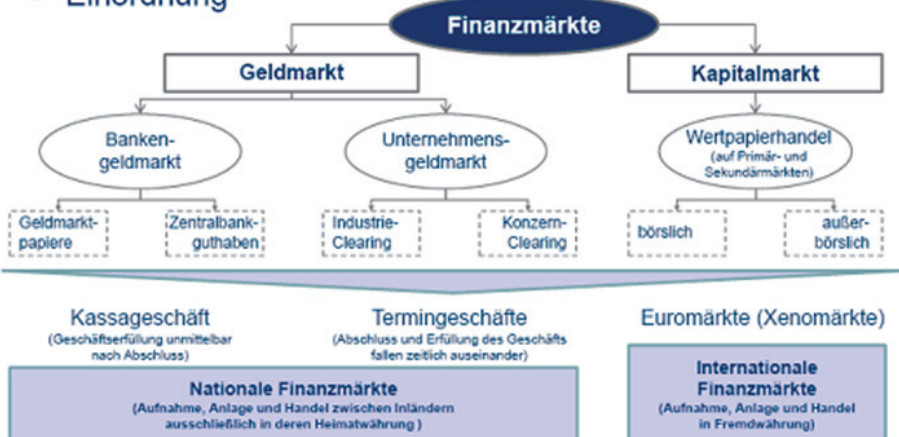 Einordnung
Finanzmärkte
Geldmarkt
Kapitalmarkt
Banken-
geldmarkt
Unternehmens-
geldmarkt
Wertpapierhandel
(auf Primär- und
Sekundärmärkten)
Geldmarkt-
papiere
Zentralbank-
guthaben
Industrie-
Clearing
Konzern-
Clearing
börslich
außer-
börslich
Kassageschäft
(Geschäftserfüllung unmittelbar
nach Abschluss)
Termingeschäfte
(Abschluss und Erfüllung des Geschäfts
fallen zeitlich auseinander)
Euromärkte (Xenomärkte)
Nationale Finanzmärkte
(Aufnahme, Anlage und Handel zwischen Inländern
ausschließlich in deren Heimatwährung )
Internationale
Finanzmärkte
(Aufnahme, Anlage und Handel
in Fremdwährung)